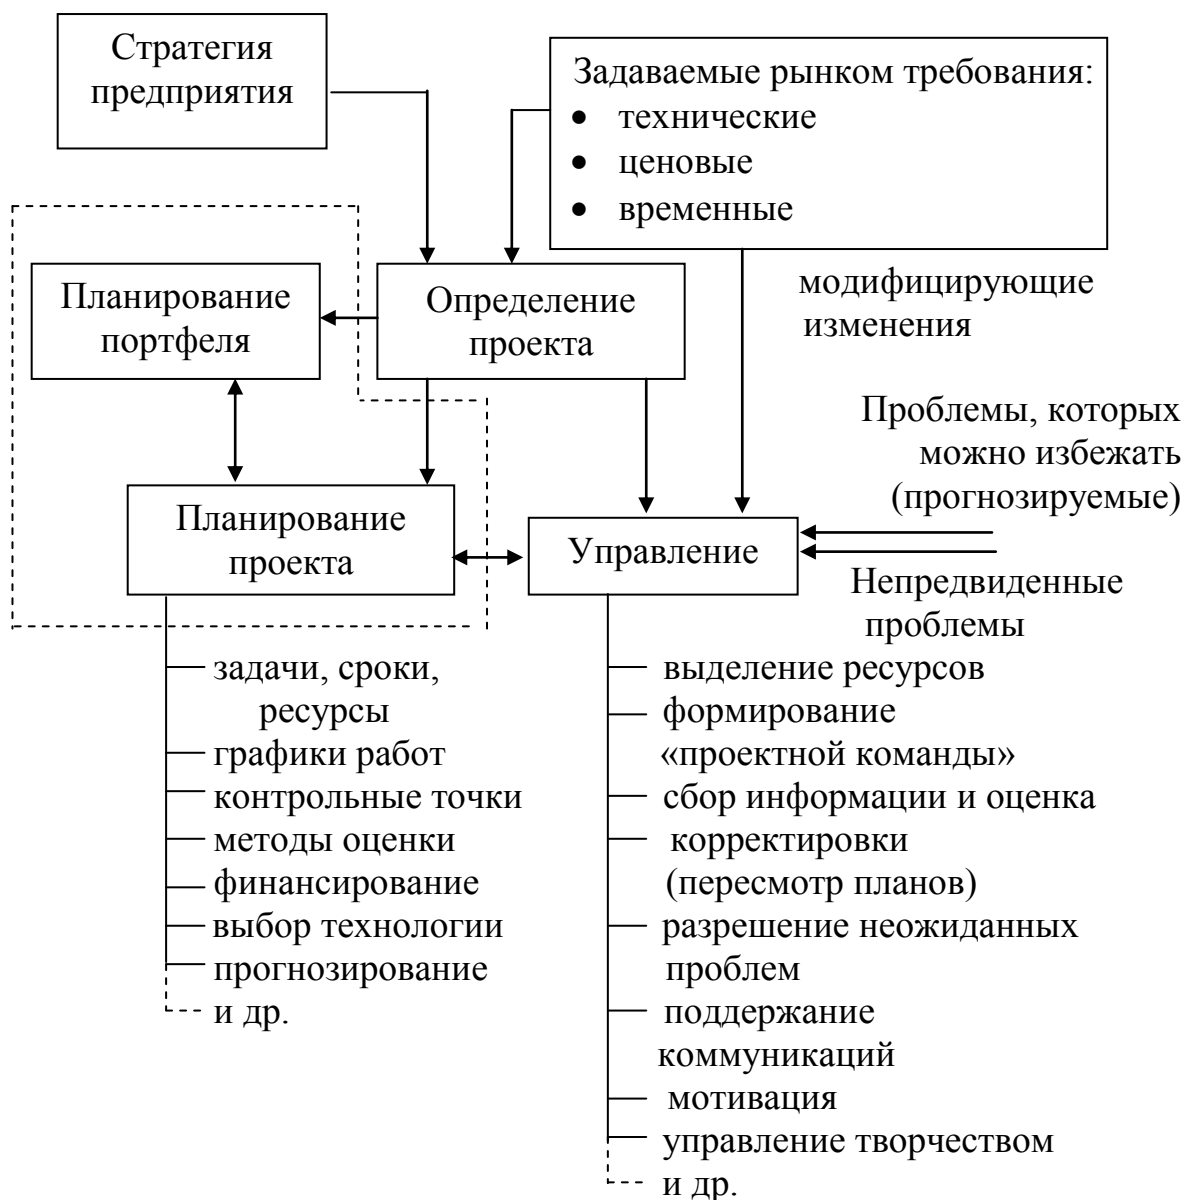 Стратегия
предприятия
Задаваемые рынком требования:
• технические
• ценовые
• временные
Планирование
портфеля
Определение
проекта
модифицирующие
изменения
Проблемы, которых
можно избежать
(прогнозируемые)
Планирование
проекта
Управление
Непредвиденные
проблемы
задачи, сроки,
ресурсы
графики работ
контрольные точки
методы оценки
финансирование
выбор технологии
прогнозирование
и др.
выделение ресурсов
формирование
«проектной команды»
сбор информации и оценка
корректировки
(пересмотр планов)
разрешение неожиданных
проблем
поддержание
коммуникаций
мотивация
управление творчеством
и др.